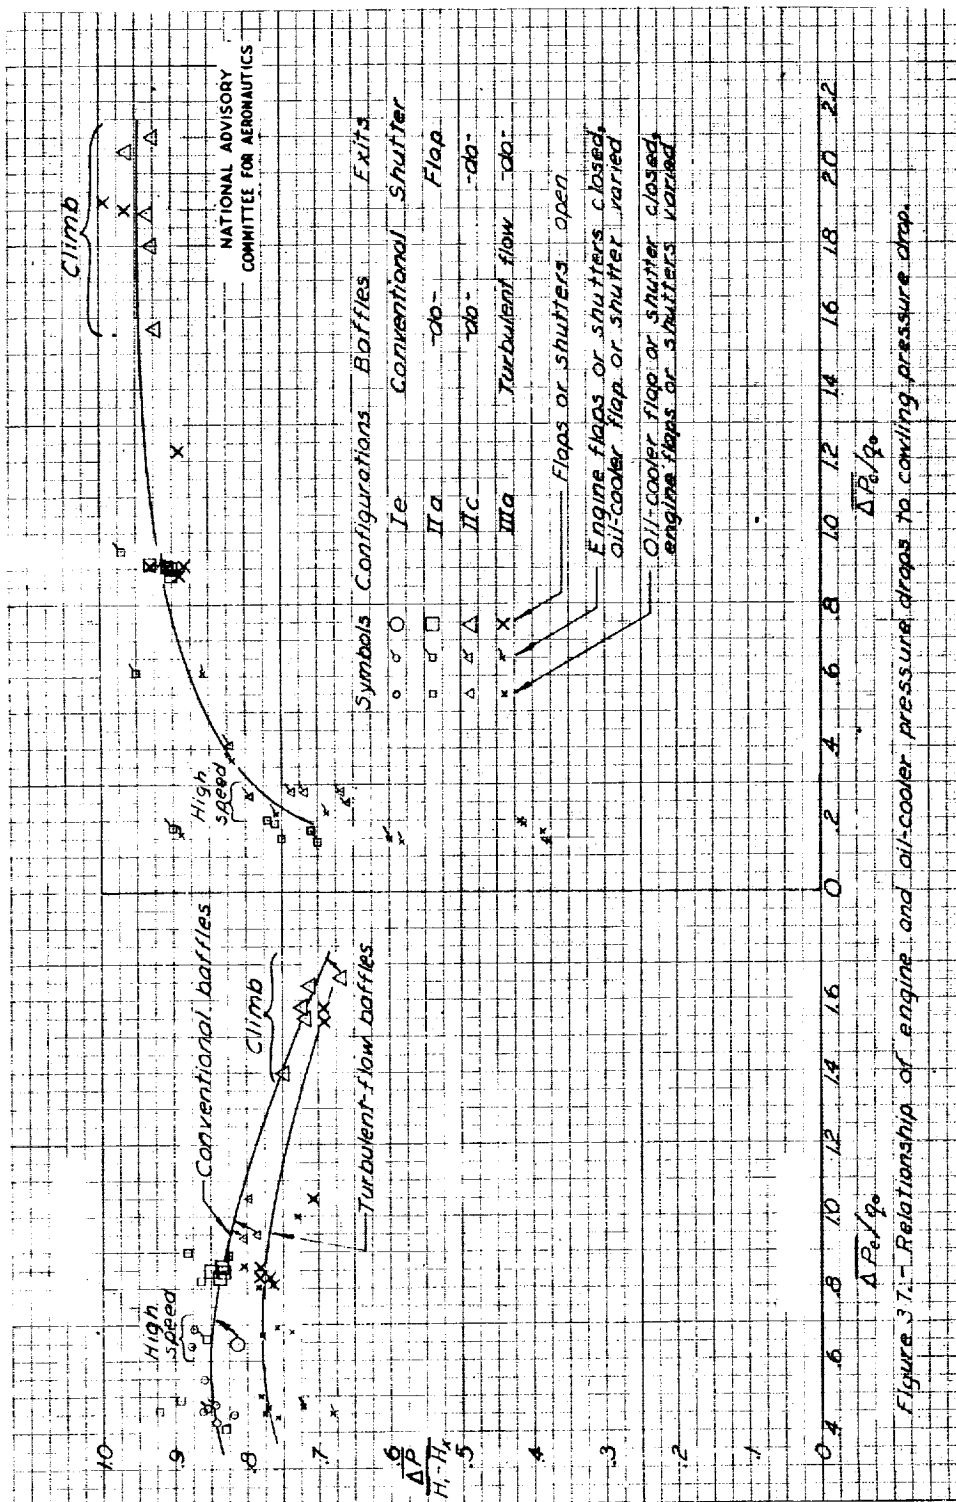 Climb
NATIONAL ADVISORY
COMMITTEE FOR AERONAUTICS
High
speed
Conventional baffles
Climb
High
speed
Turbulent-flow baffles
Symbols Configurations Baffles Exits
Ie Conventional Shutter
IIa -do- Flap
IIc -do- -do-
IIIa Turbulent flow -do-
Flaps or shutters open
Engine flaps or shutters closed,
oil-cooler flap or shutter varied
Oil-cooler flap or shutter closed,
engine flaps or shutters varied
1.0
.9
.8
.7
.6
.5
.4
.3
.2
.1
0
ΔP
H₁-Hₓ
.4 .6 .8 1.0 1.2 1.4 1.6
ΔPe/q₀
0 .2 .4 .6 .8 1.0 1.2 1.4 1.6 1.8 2.0 2.2
ΔP₀/q₀
Figure 37.- Relationship of engine and oil-cooler pressure drops to cowling pressure drop.